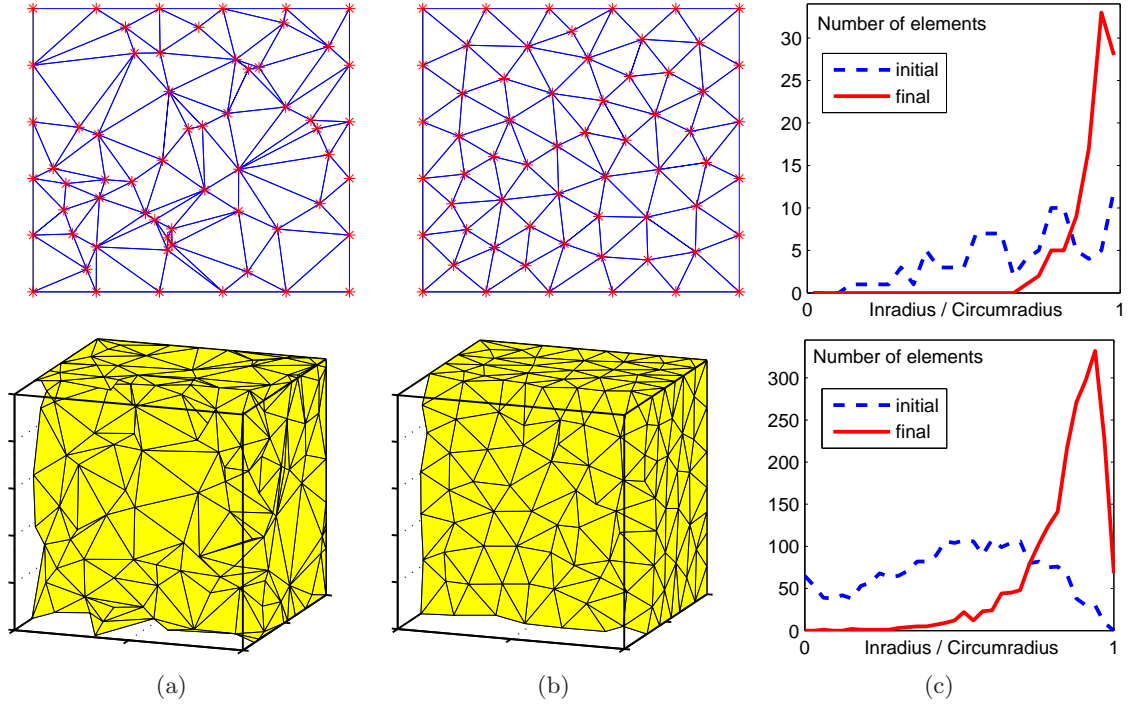 Number of elements
initial
final
30
25
20
15
10
5
0
0
Inradius / Circumradius
1
Number of elements
initial
final
300
250
200
150
100
50
0
0
Inradius / Circumradius
1
(a)
(b)
(c)